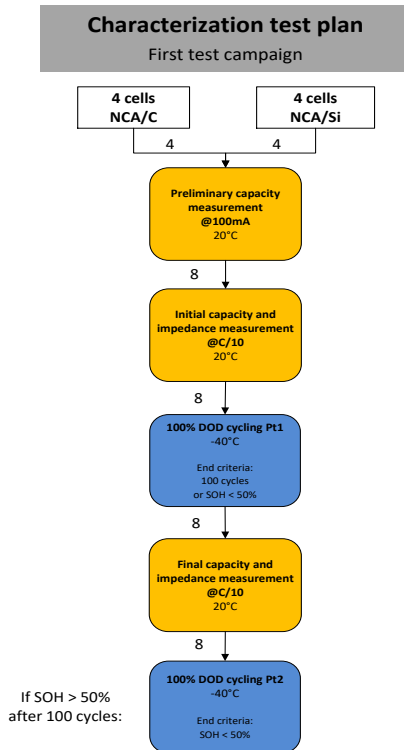 Characterization test plan
First test campaign
4 cells
NCA/C
4 cells
NCA/Si
4
4
Preliminary capacity
measurement
@100mA
20°C
8
Initial capacity and
impedance measurement
@C/10
20°C
8
100% DOD cycling Pt1
-40°C
End criteria:
100 cycles
or SOH < 50%
8
Final capacity and
impedance measurement
@C/10
20°C
8
If SOH > 50%
after 100 cycles:
100% DOD cycling Pt2
-40°C
End criteria:
SOH < 50%